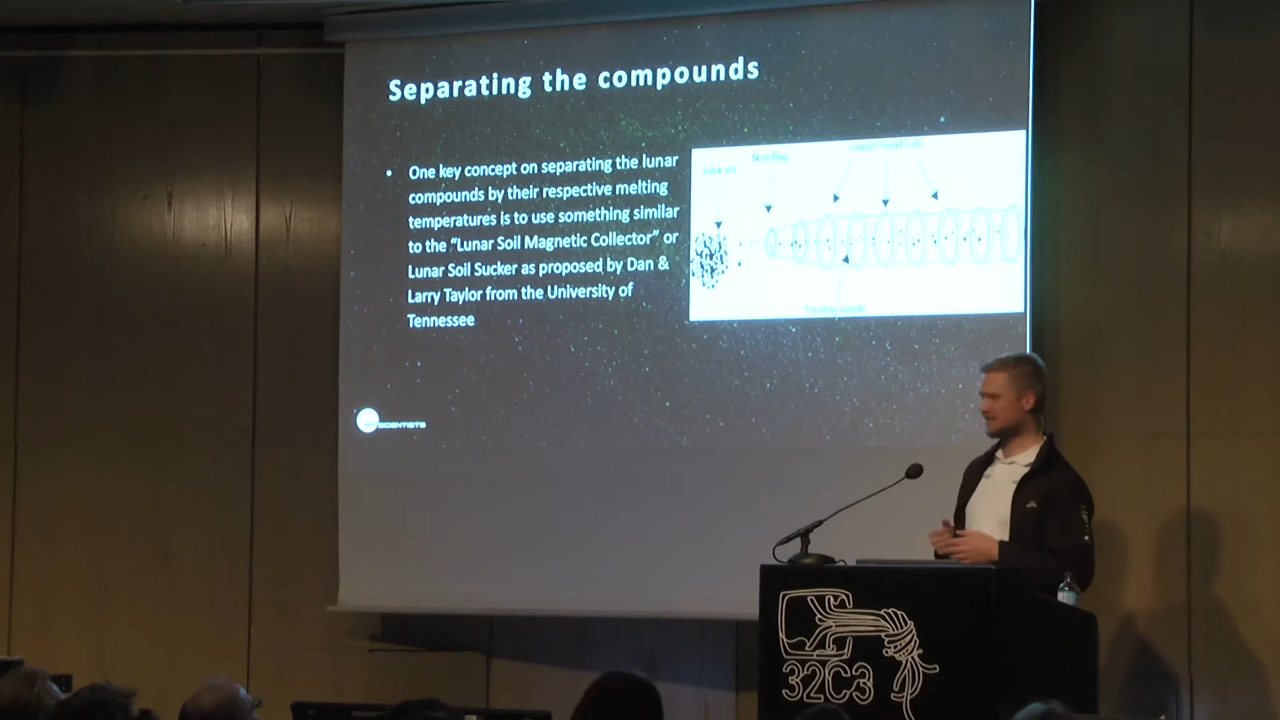 Separating the compounds
• One key concept on separating the lunar
compounds by their respective melting
temperatures is to use something similar
to the “Lunar Soil Magnetic Collector” or
Lunar Soil Sucker as proposed by Dan &
Larry Taylor from the University of
Tennessee
SCIENTISTS
32C3